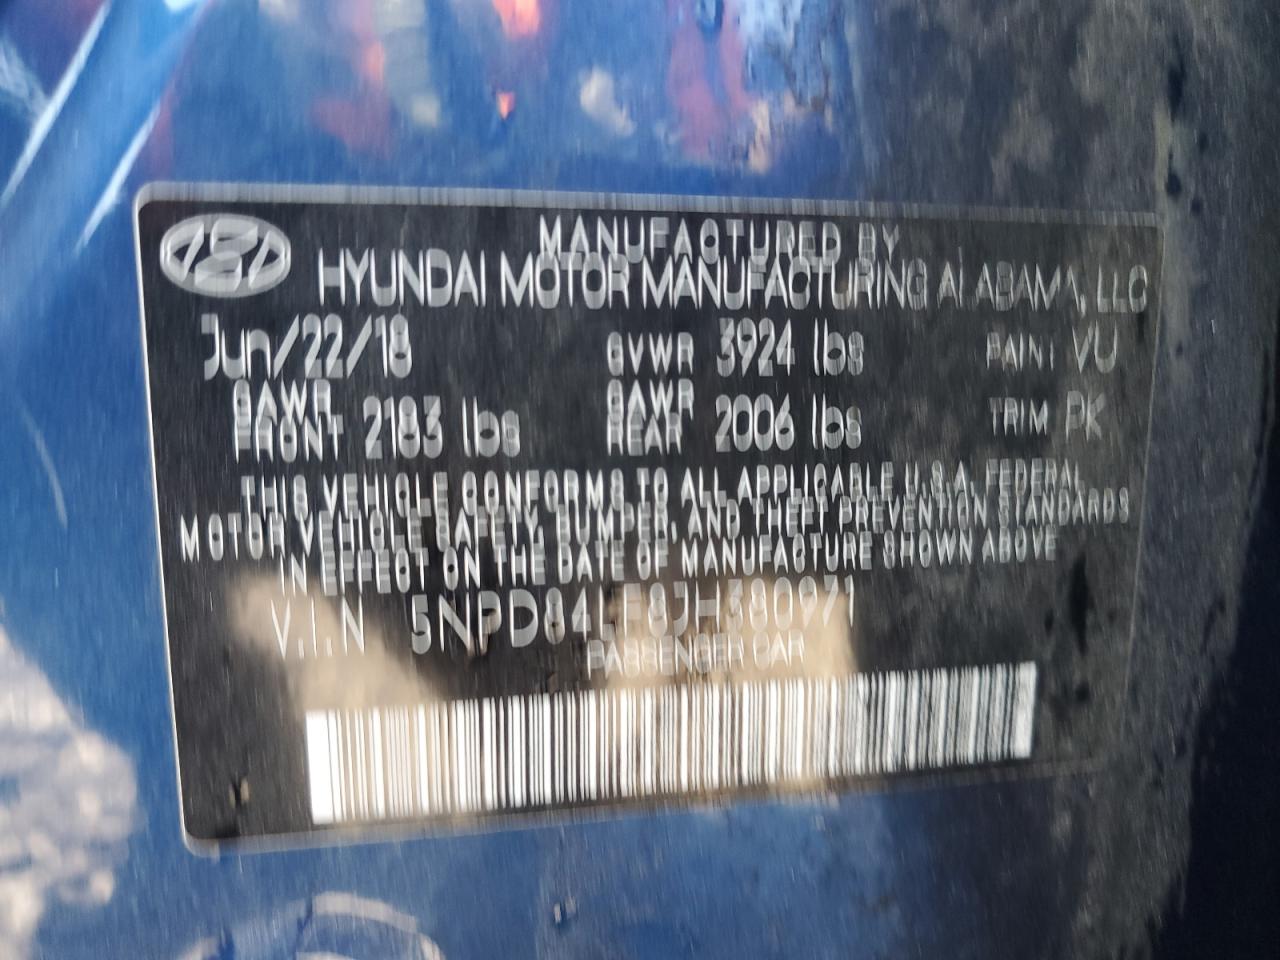 MANUFACTURED BY
HYUNDAI MOTOR MANUFACTURING ALABAMA, LLC
Jun/22/18 GVWR 3924 lbs PAINT VU
GAWR FRONT 2183 lbs GAWR REAR 2006 lbs TRIM PK
THIS VEHICLE CONFORMS TO ALL APPLICABLE U.S.A. FEDERAL
MOTOR VEHICLE SAFETY, BUMPER, AND THEFT PREVENTION STANDARDS
IN EFFECT ON THE DATE OF MANUFACTURE SHOWN ABOVE
V.I.N 5NPD84LF8JH380971
PASSENGER CAR